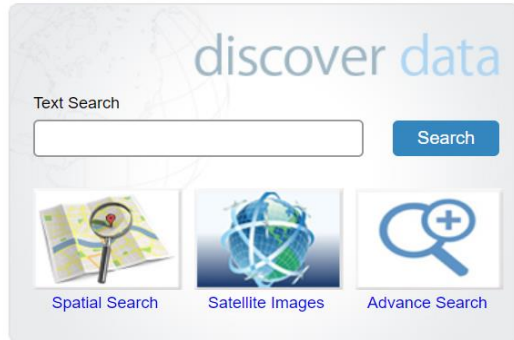 discover data
Text Search
Search
Spatial Search
Satellite Images
Advance Search